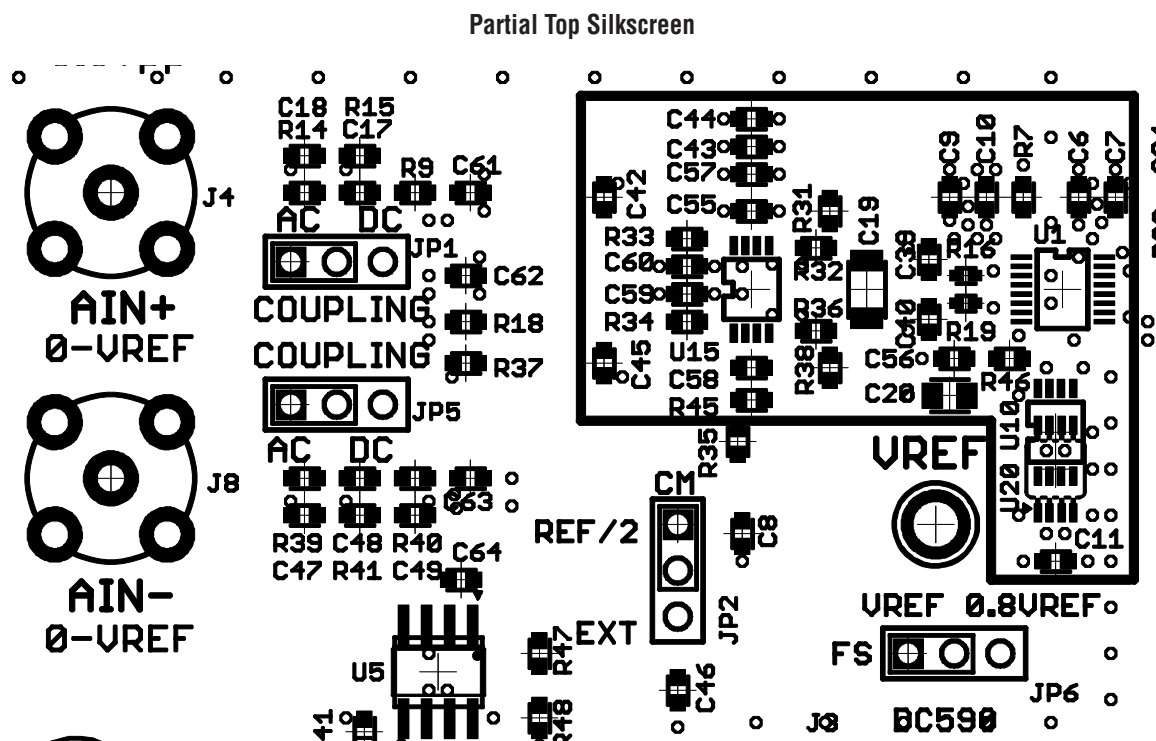 Partial Top Silkscreen
C18 R15
R14 C17
R9 C61
J4
AC DC
JP1
C62
COUPLING
R18
AIN+
0-VREF
COUPLING
R37
JP5
AC DC
J8
C63
R39 C48 R40
C47 R41 C49
C64
AIN-
0-VREF
U5
R47
R48
41
C44
C43
C57
C55
C42
R33
C60
C59
R34
C45
U15
C58
R45
R35
R31
R32
C19
R36
R38
C9
C10
R7
C6
C7
U1
C39
R16
C40
R19
C56
R46
C20
U10
VREF
U20
C11
CM
REF/2
C8
EXT
JP2
C46
VREF 0.8VREF
FS
JP6
J3 DC590